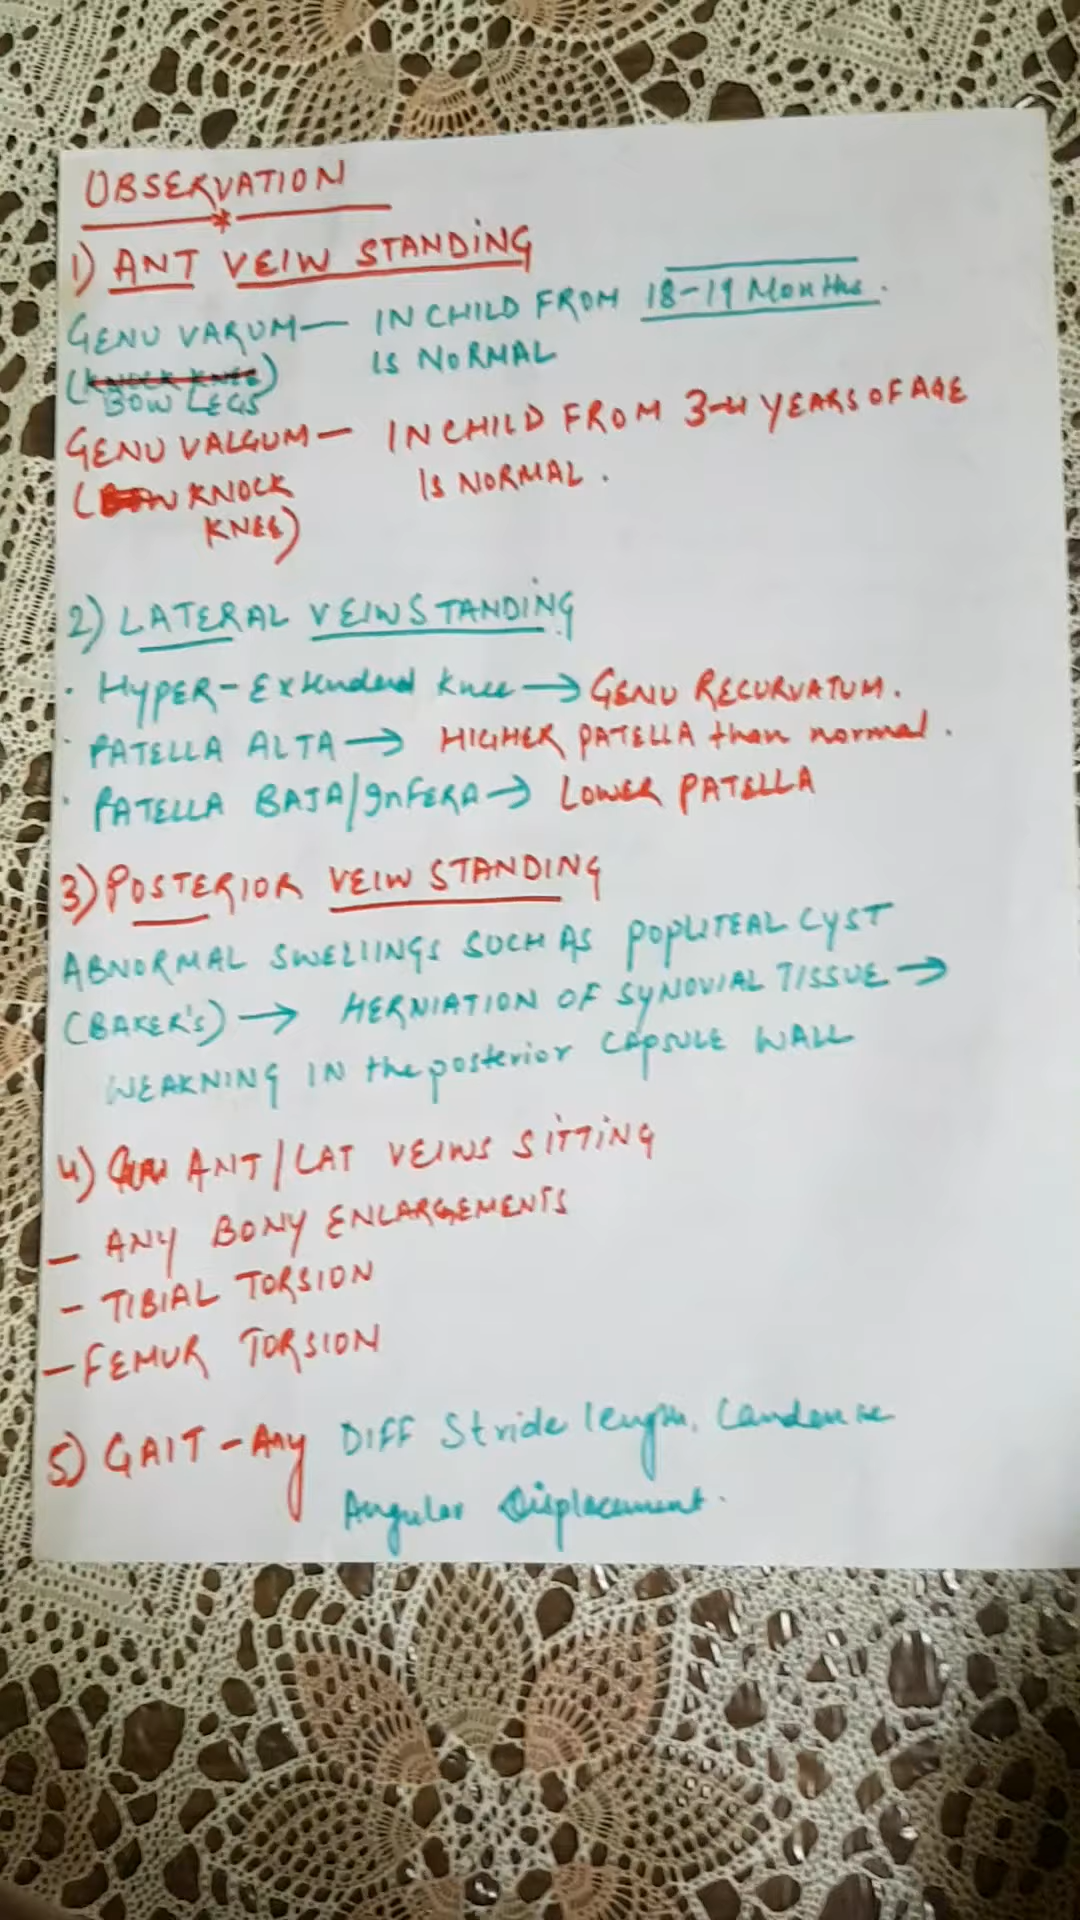 OBSERVATION
1) ANT VEIW STANDING
GENU VARUM — IN CHILD FROM 18-19 Months.
IS NORMAL
(KNOCK KNEE)
BOW LEGS
GENU VALGUM — IN CHILD FROM 3-4 YEARS OF AGE
IS NORMAL.
(BOW KNOCK
KNEE)
2) LATERAL VEIW STANDING
· HYPER-Extended knee → GENU RECURVATUM.
· PATELLA ALTA → HIGHER PATELLA than normal.
· PATELLA BAJA/InFERA → LOWER PATELLA
3) POSTERIOR VEIW STANDING
ABNORMAL SWELLINGS SUCH AS POPLITEAL CYST
(BAKER'S) → HERNIATION OF SYNOVIAL TISSUE →
WEAKNING IN the posterior CAPSULE WALL
4) ANT/LAT VEIWS SITTING
- ANY BONY ENLARGEMENTS
- TIBIAL TORSION
- FEMUR TORSION
5) GAIT - Any DIFF Stride length,
Angular Displacement.